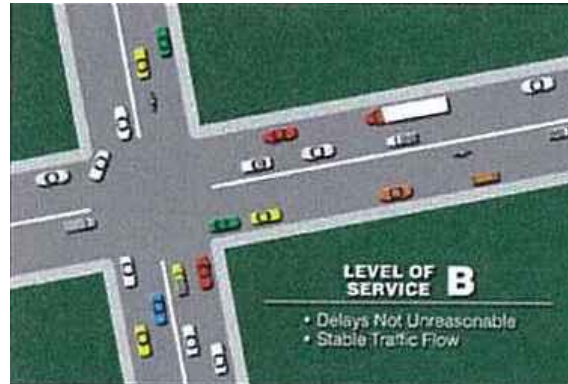 LEVEL OF
SERVICE B
• Delays Not Unreasonable
• Stable Traffic Flow